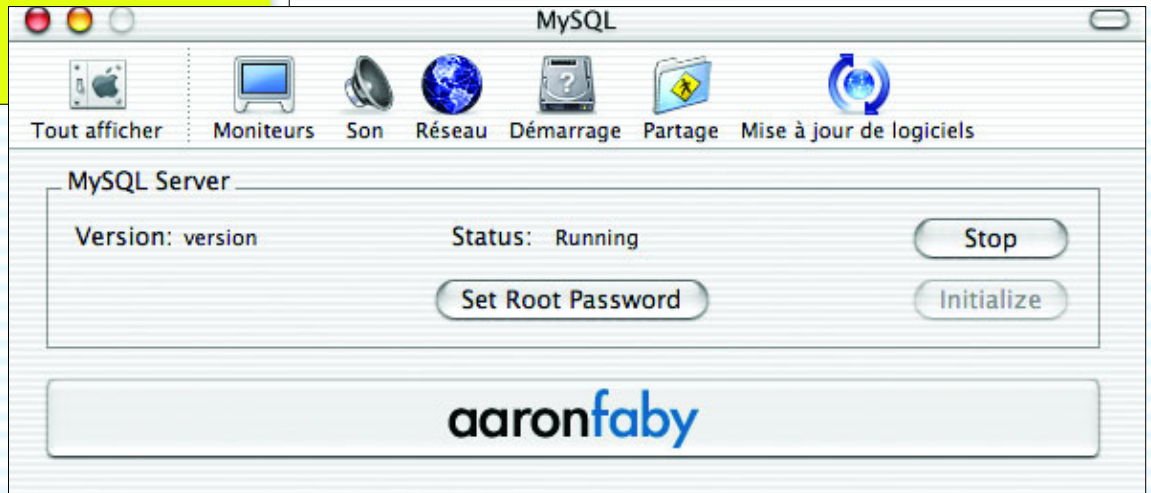 MySQL
Tout afficher Moniteurs Son Réseau Démarrage Partage Mise à jour de logiciels
MySQL Server
Version: version Status: Running Stop
Set Root Password Initialize
aaronfaby